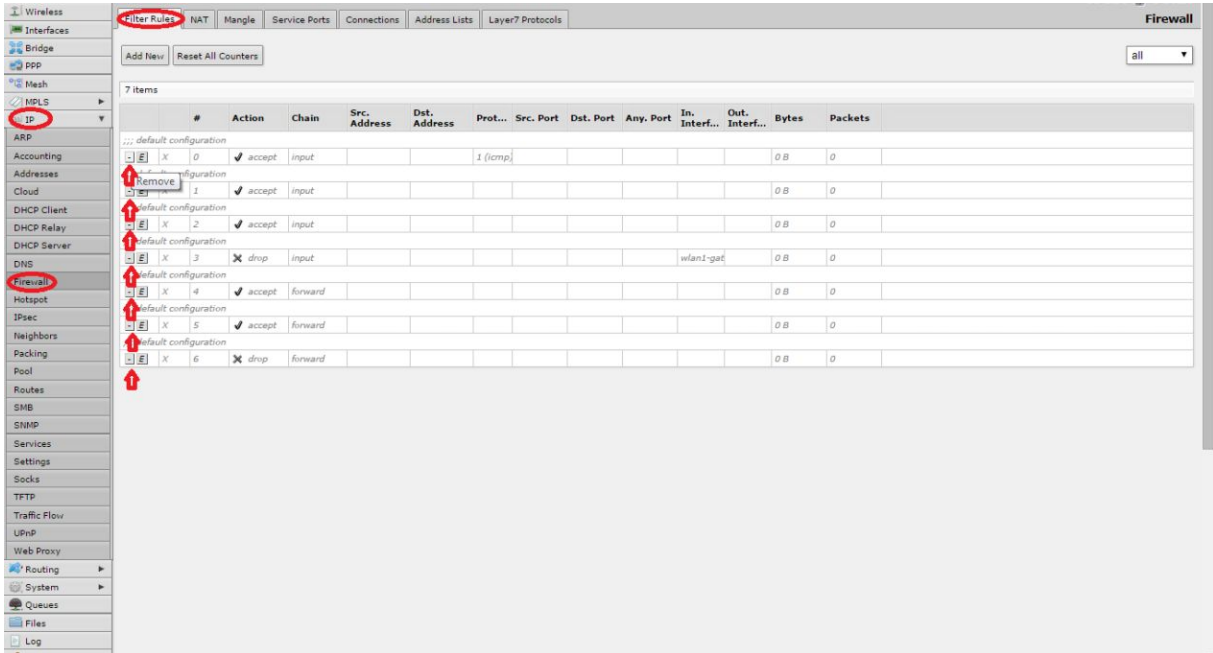 Wireless
Interfaces
Bridge
PPP
Mesh
MPLS
IP
ARP
Accounting
Addresses
Cloud
DHCP Client
DHCP Relay
DHCP Server
DNS
Firewall
Hotspot
IPsec
Neighbors
Packing
Pool
Routes
SMB
SNMP
Services
Settings
Socks
TFTP
Traffic Flow
UPnP
Web Proxy
Routing
System
Queues
Files
Log
Filter Rules NAT Mangle Service Ports Connections Address Lists Layer7 Protocols Firewall
Add New Reset All Counters all
7 items
# Action Chain Src. Address Dst. Address Prot... Src. Port Dst. Port Any. Port In. Interf... Out. Interf... Bytes Packets
;;; default configuration
- E X 0 accept input 1 (icmp) 0 B 0
Remove
- E X 1 accept input 0 B 0
default configuration
- E X 2 accept input 0 B 0
default configuration
- E X 3 drop input wlan1-gat 0 B 0
default configuration
- E X 4 accept forward 0 B 0
default configuration
- E X 5 accept forward 0 B 0
default configuration
- E X 6 drop forward 0 B 0